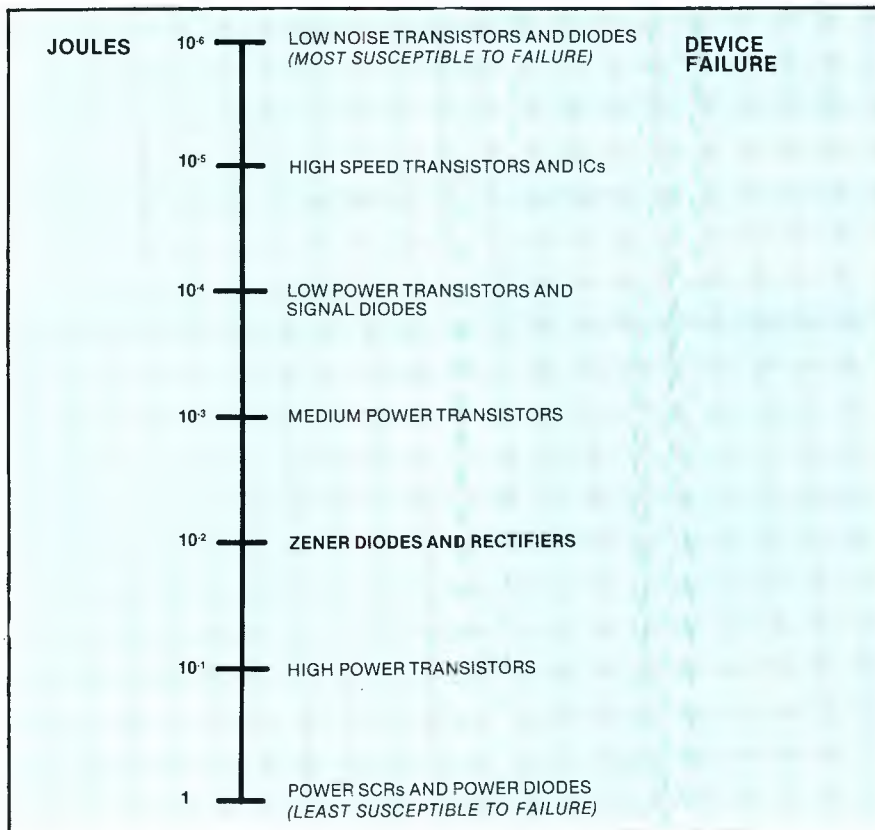 JOULES
DEVICE
FAILURE
10-6
LOW NOISE TRANSISTORS AND DIODES
(MOST SUSCEPTIBLE TO FAILURE)
10-5
HIGH SPEED TRANSISTORS AND ICs
10-4
LOW POWER TRANSISTORS AND
SIGNAL DIODES
10-3
MEDIUM POWER TRANSISTORS
10-2
ZENER DIODES AND RECTIFIERS
10-1
HIGH POWER TRANSISTORS
1
POWER SCRs AND POWER DIODES
(LEAST SUSCEPTIBLE TO FAILURE)